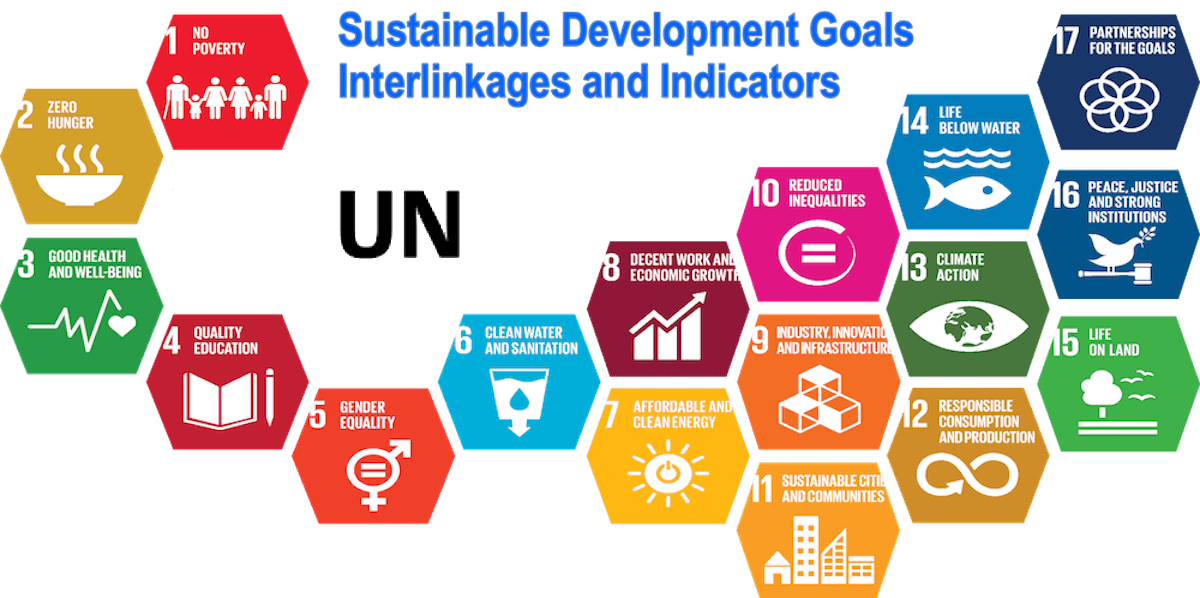 Sustainable Development Goals
Interlinkages and Indicators
UN
1 NO
POVERTY
2 ZERO
HUNGER
3 GOOD HEALTH
AND WELL-BEING
4 QUALITY
EDUCATION
5 GENDER
EQUALITY
6 CLEAN WATER
AND SANITATION
7 AFFORDABLE AND
CLEAN ENERGY
8 DECENT WORK AND
ECONOMIC GROWTH
9 INDUSTRY, INNOVATIO
AND INFRASTRUCTURE
10 REDUCED
INEQUALITIES
11 SUSTAINABLE CITIE
AND COMMUNITIES
12 RESPONSIBLE
CONSUMPTION
AND PRODUCTION
13 CLIMATE
ACTION
14 LIFE
BELOW WATER
15 LIFE
ON LAND
16 PEACE, JUSTICE
AND STRONG
INSTITUTIONS
17 PARTNERSHIPS
FOR THE GOALS